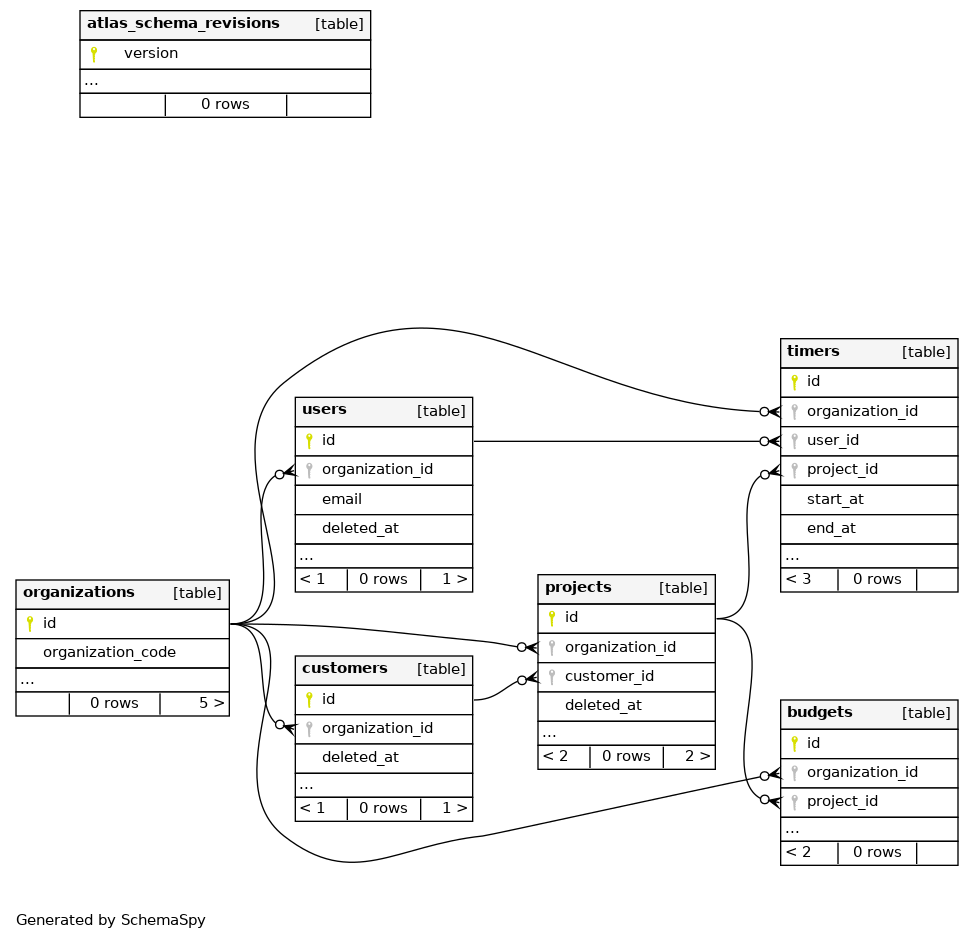 atlas_schema_revisions [table]
version
...
0 rows
timers [table]
id
organization_id
user_id
project_id
start_at
end_at
...
< 3 0 rows
users [table]
id
organization_id
email
deleted_at
...
< 1 0 rows 1 >
organizations [table]
id
organization_code
...
0 rows 5 >
projects [table]
id
organization_id
customer_id
deleted_at
...
< 2 0 rows 2 >
customers [table]
id
organization_id
deleted_at
...
< 1 0 rows 1 >
budgets [table]
id
organization_id
project_id
...
< 2 0 rows
Generated by SchemaSpy